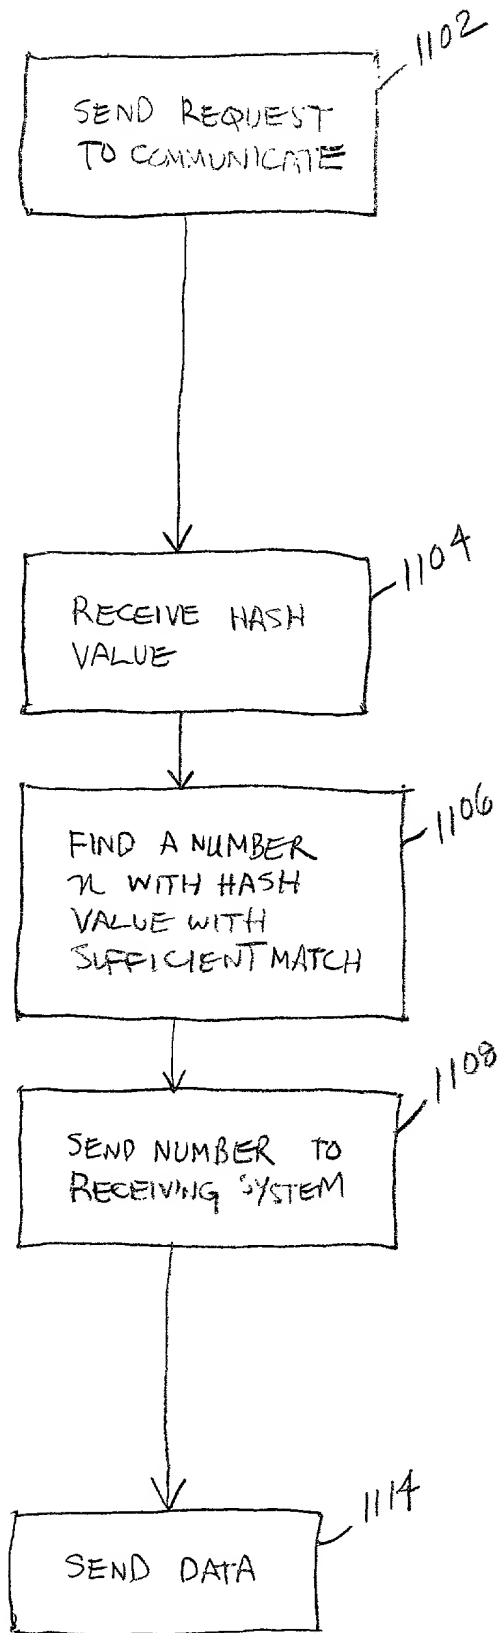 1102
SEND REQUEST
TO COMMUNICATE
1104
RECEIVE HASH
VALUE
1106
FIND A NUMBER
n WITH HASH
VALUE WITH
SUFFICIENT MATCH
1108
SEND NUMBER TO
RECEIVING SYSTEM
1114
SEND DATA